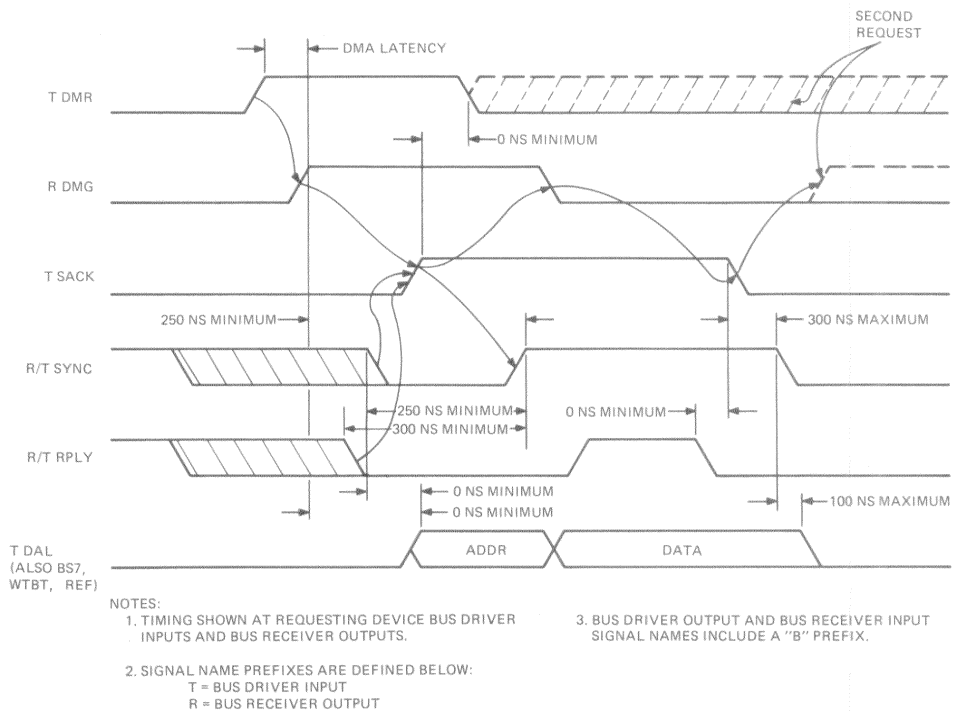 SECOND
REQUEST
DMA LATENCY
T DMR
0 NS MINIMUM
R DMG
T SACK
250 NS MINIMUM
300 NS MAXIMUM
R/T SYNC
250 NS MINIMUM
0 NS MINIMUM
300 NS MINIMUM
R/T RPLY
0 NS MINIMUM
100 NS MAXIMUM
0 NS MINIMUM
T DAL
(ALSO BS7,
WTBT, REF)
ADDR
DATA
NOTES:
1. TIMING SHOWN AT REQUESTING DEVICE BUS DRIVER
INPUTS AND BUS RECEIVER OUTPUTS.
2. SIGNAL NAME PREFIXES ARE DEFINED BELOW:
T = BUS DRIVER INPUT
R = BUS RECEIVER OUTPUT
3. BUS DRIVER OUTPUT AND BUS RECEIVER INPUT
SIGNAL NAMES INCLUDE A "B" PREFIX.